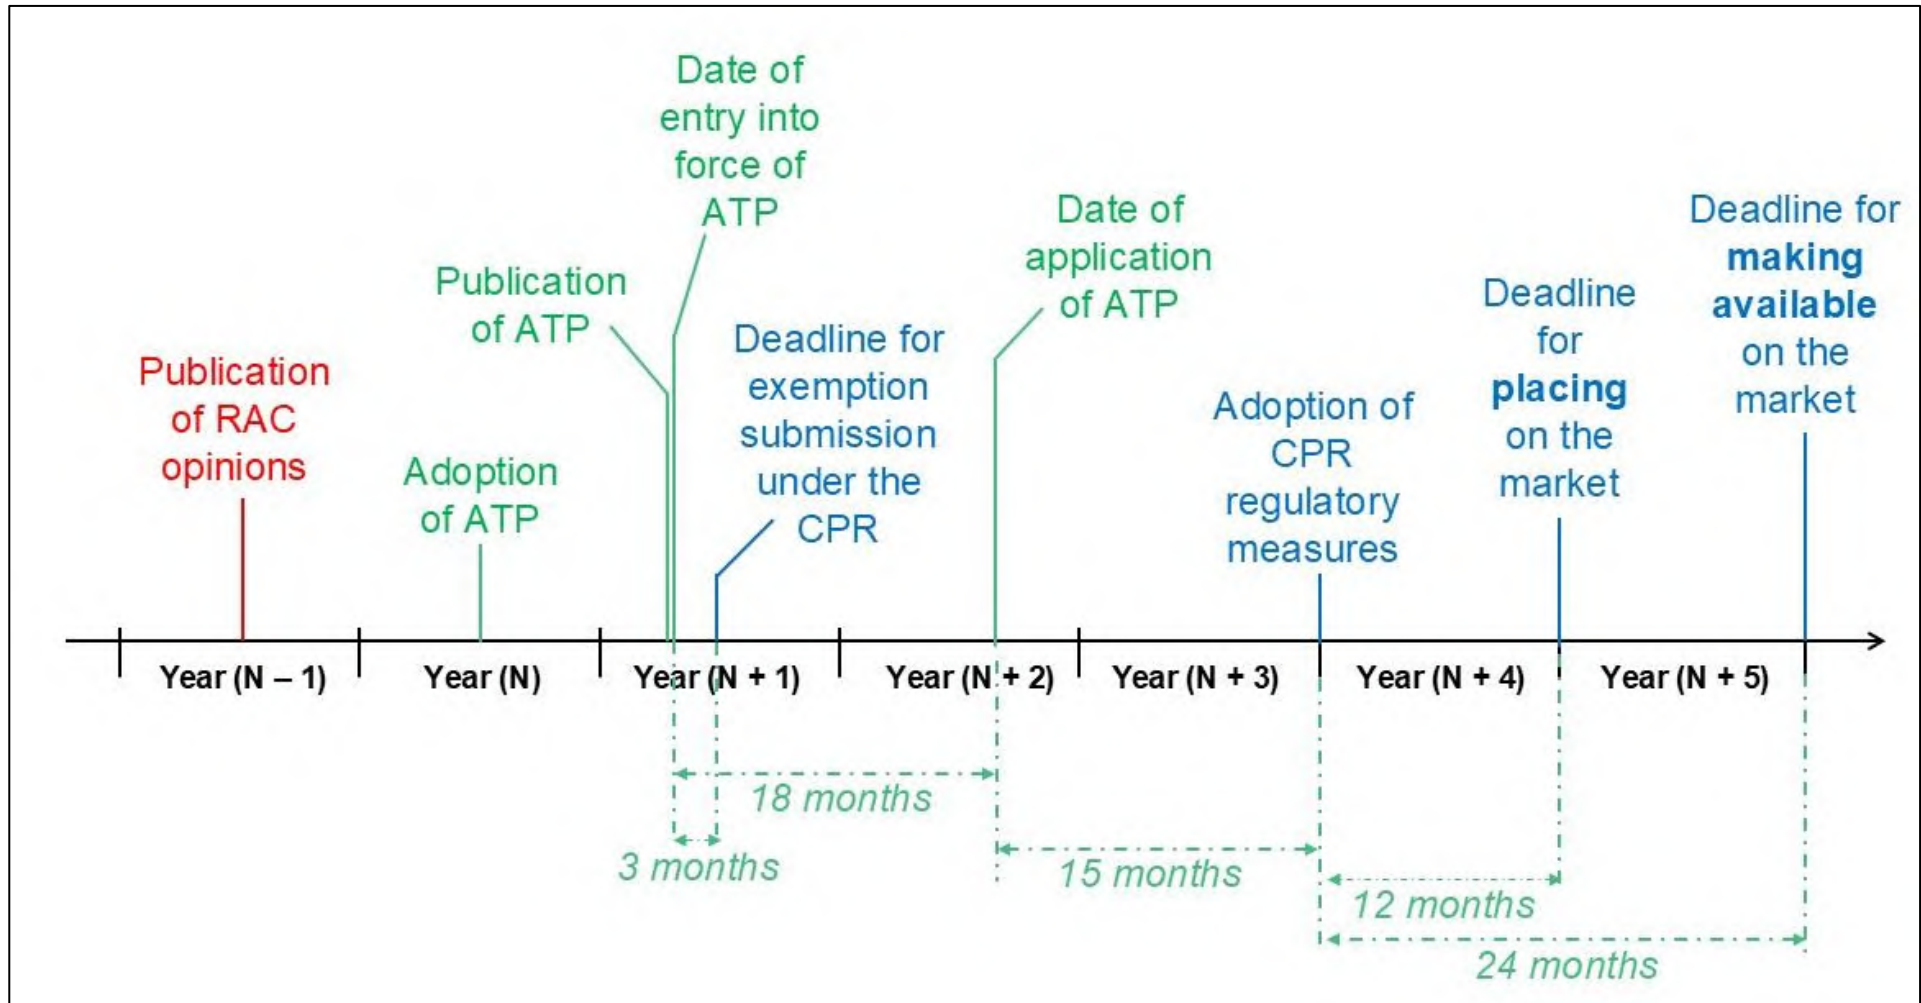 Publication
of RAC
opinions
Adoption
of ATP
Publication
of ATP
Date of
entry into
force of
ATP
Deadline for
exemption
submission
under the
CPR
Date of
application
of ATP
Adoption of
CPR
regulatory
measures
Deadline
for
placing
on the
market
Deadline for
making
available
on the
market
Year (N – 1)
Year (N)
Year (N + 1)
Year (N + 2)
Year (N + 3)
Year (N + 4)
Year (N + 5)
18 months
3 months
15 months
12 months
24 months